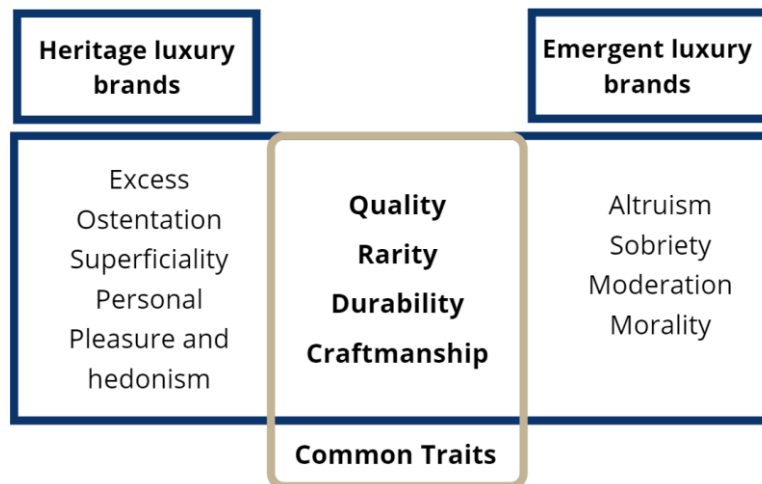 Heritage luxury
brands
Emergent luxury
brands
Excess
Ostentation
Superficiality
Personal
Pleasure and
hedonism
Quality
Rarity
Durability
Craftmanship
Altruism
Sobriety
Moderation
Morality
Common Traits